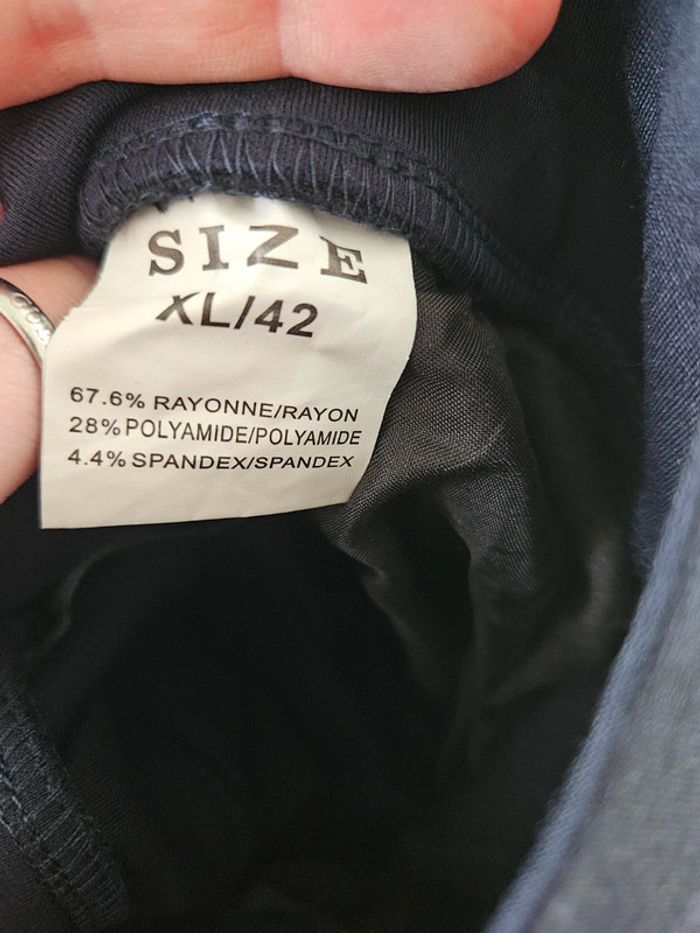 SIZE
XL/42
67.6% RAYONNE/RAYON
28% POLYAMIDE/POLYAMIDE
4.4% SPANDEX/SPANDEX